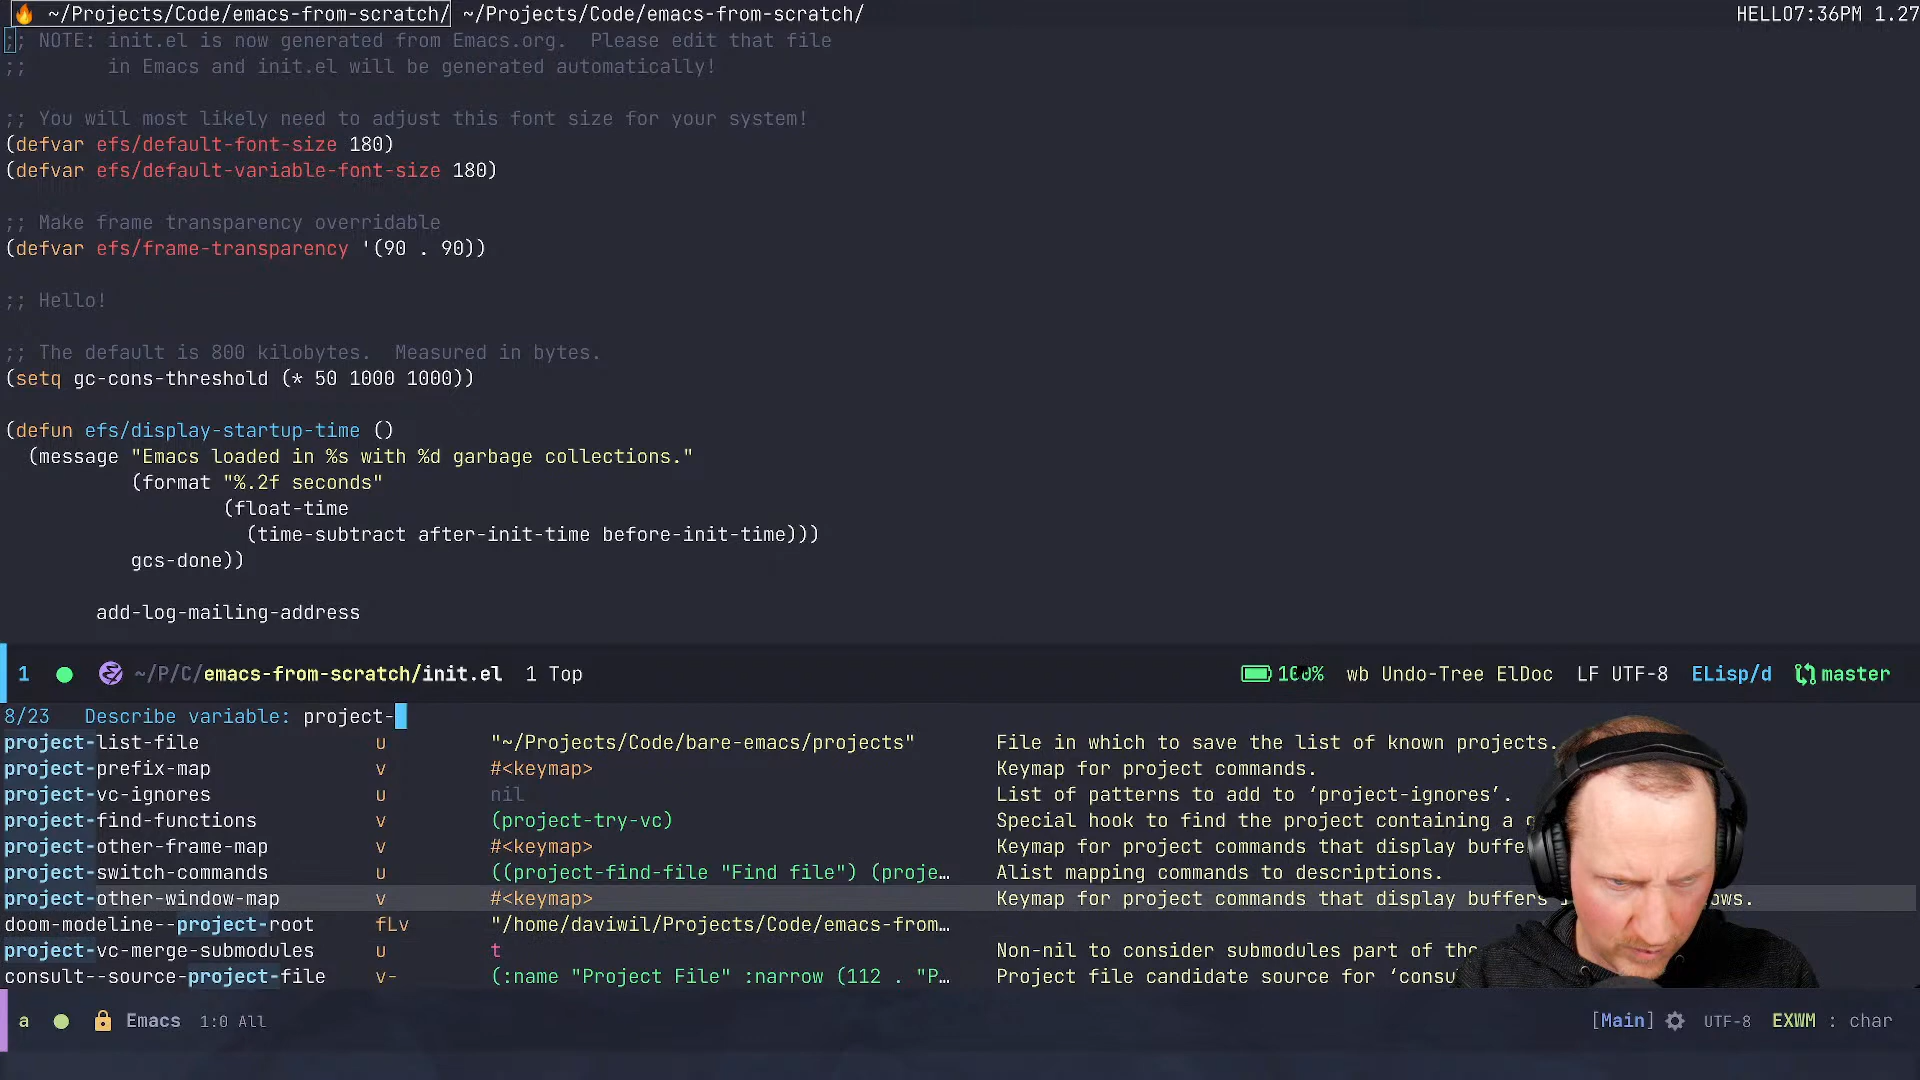 ~/Projects/Code/emacs-from-scratch/ ~/Projects/Code/emacs-from-scratch/ HELLO7:36PM 1.27
;; NOTE: init.el is now generated from Emacs.org.  Please edit that file
;;       in Emacs and init.el will be generated automatically!
;; You will most likely need to adjust this font size for your system!
(defvar efs/default-font-size 180)
(defvar efs/default-variable-font-size 180)
;; Make frame transparency overridable
(defvar efs/frame-transparency '(90 . 90))
;; Hello!
;; The default is 800 kilobytes.  Measured in bytes.
(setq gc-cons-threshold (* 50 1000 1000))
(defun efs/display-startup-time ()
  (message "Emacs loaded in %s with %d garbage collections."
           (format "%.2f seconds"
                   (float-time
                     (time-subtract after-init-time before-init-time)))
           gcs-done))
        add-log-mailing-address
1 ~/P/C/emacs-from-scratch/init.el 1 Top 100% wb Undo-Tree ElDoc LF UTF-8 ELisp/d master
8/23 Describe variable: project-
project-list-file u "~/Projects/Code/bare-emacs/projects" File in which to save the list of known projects.
project-prefix-map v #<keymap> Keymap for project commands.
project-vc-ignores u nil List of patterns to add to ‘project-ignores’.
project-find-functions v (project-try-vc) Special hook to find the project containing a
project-other-frame-map v #<keymap> Keymap for project commands that display
project-switch-commands u ((project-find-file "Find file") (proje… Alist mapping commands to descriptions.
project-other-window-map v #<keymap> Keymap for project commands that display buffers
doom-modeline--project-root fLv "/home/daviwil/Projects/Code/emacs-from…
project-vc-merge-submodules u t Non-nil to consider submodules part of the
consult--source-project-file v- (:name "Project File" :narrow (112 . "P… Project file candidate source for
a Emacs 1:0 All [Main] UTF-8 EXWM : char